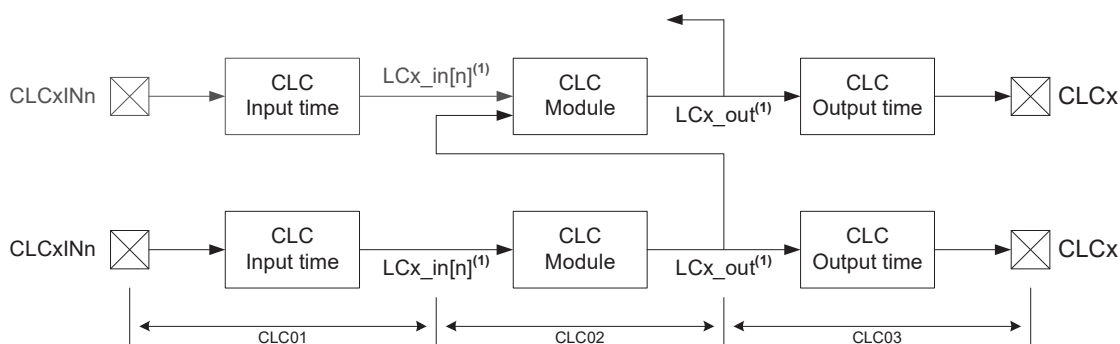 CLCxINn
CLC
Input time
LCx_in[n](1)
CLC
Module
LCx_out(1)
CLC
Output time
CLCx
CLCxINn
CLC
Input time
LCx_in[n](1)
CLC
Module
LCx_out(1)
CLC
Output time
CLCx
CLC01
CLC02
CLC03